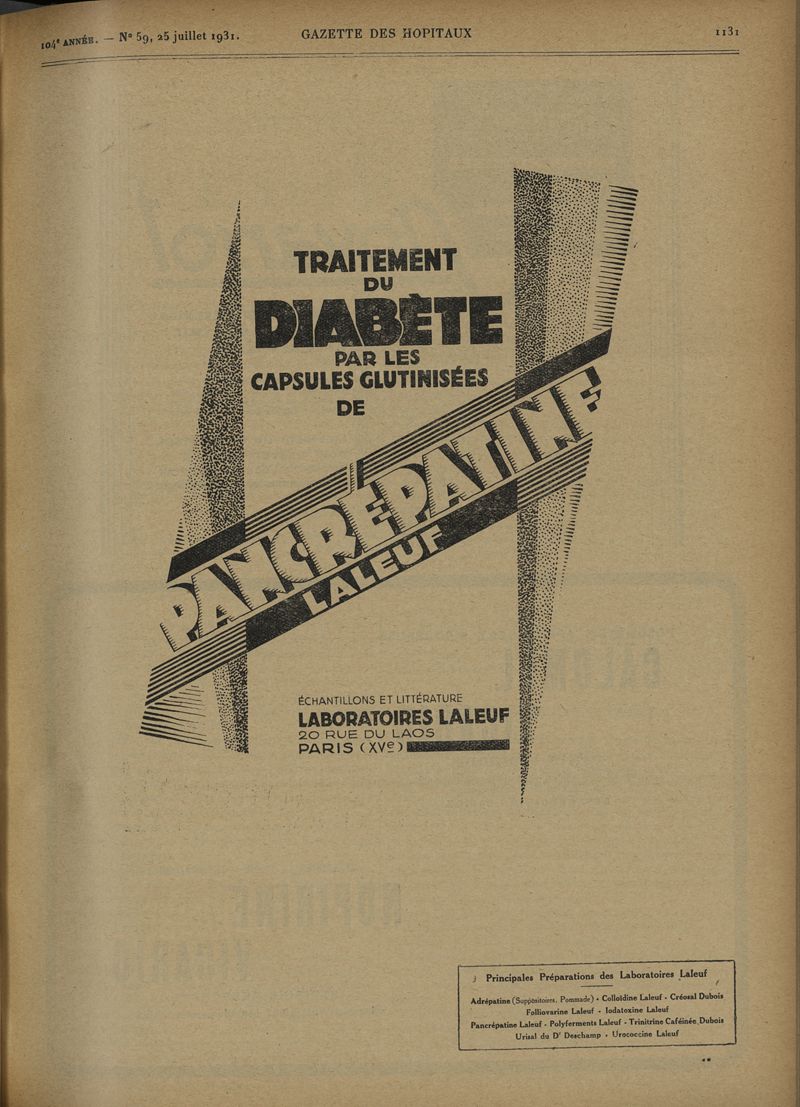 104e ANNÉE. — N° 59, 25 juillet 1931. GAZETTE DES HOPITAUX 1131
TRAITEMENT
DU
DIABÈTE
PAR LES
CAPSULES GLUTINISÉES
DE
PANCRÉPATINE
LALEUF
ÉCHANTILLONS ET LITTÉRATURE
LABORATOIRES LALEUF
20 RUE DU LAOS
PARIS (XVe)
Principales Préparations des Laboratoires Laleuf
Adrépatine (Suppositoires, Pommade) - Colloïdine Laleuf - Créosal Dubois
Folliovarine Laleuf - Iodatoxine Laleuf
Pancrépatine Laleuf - Polyferments Laleuf - Trinitrine Caféinée Dubois
Urisal du Dr Deschamp - Urococcine Laleuf
**